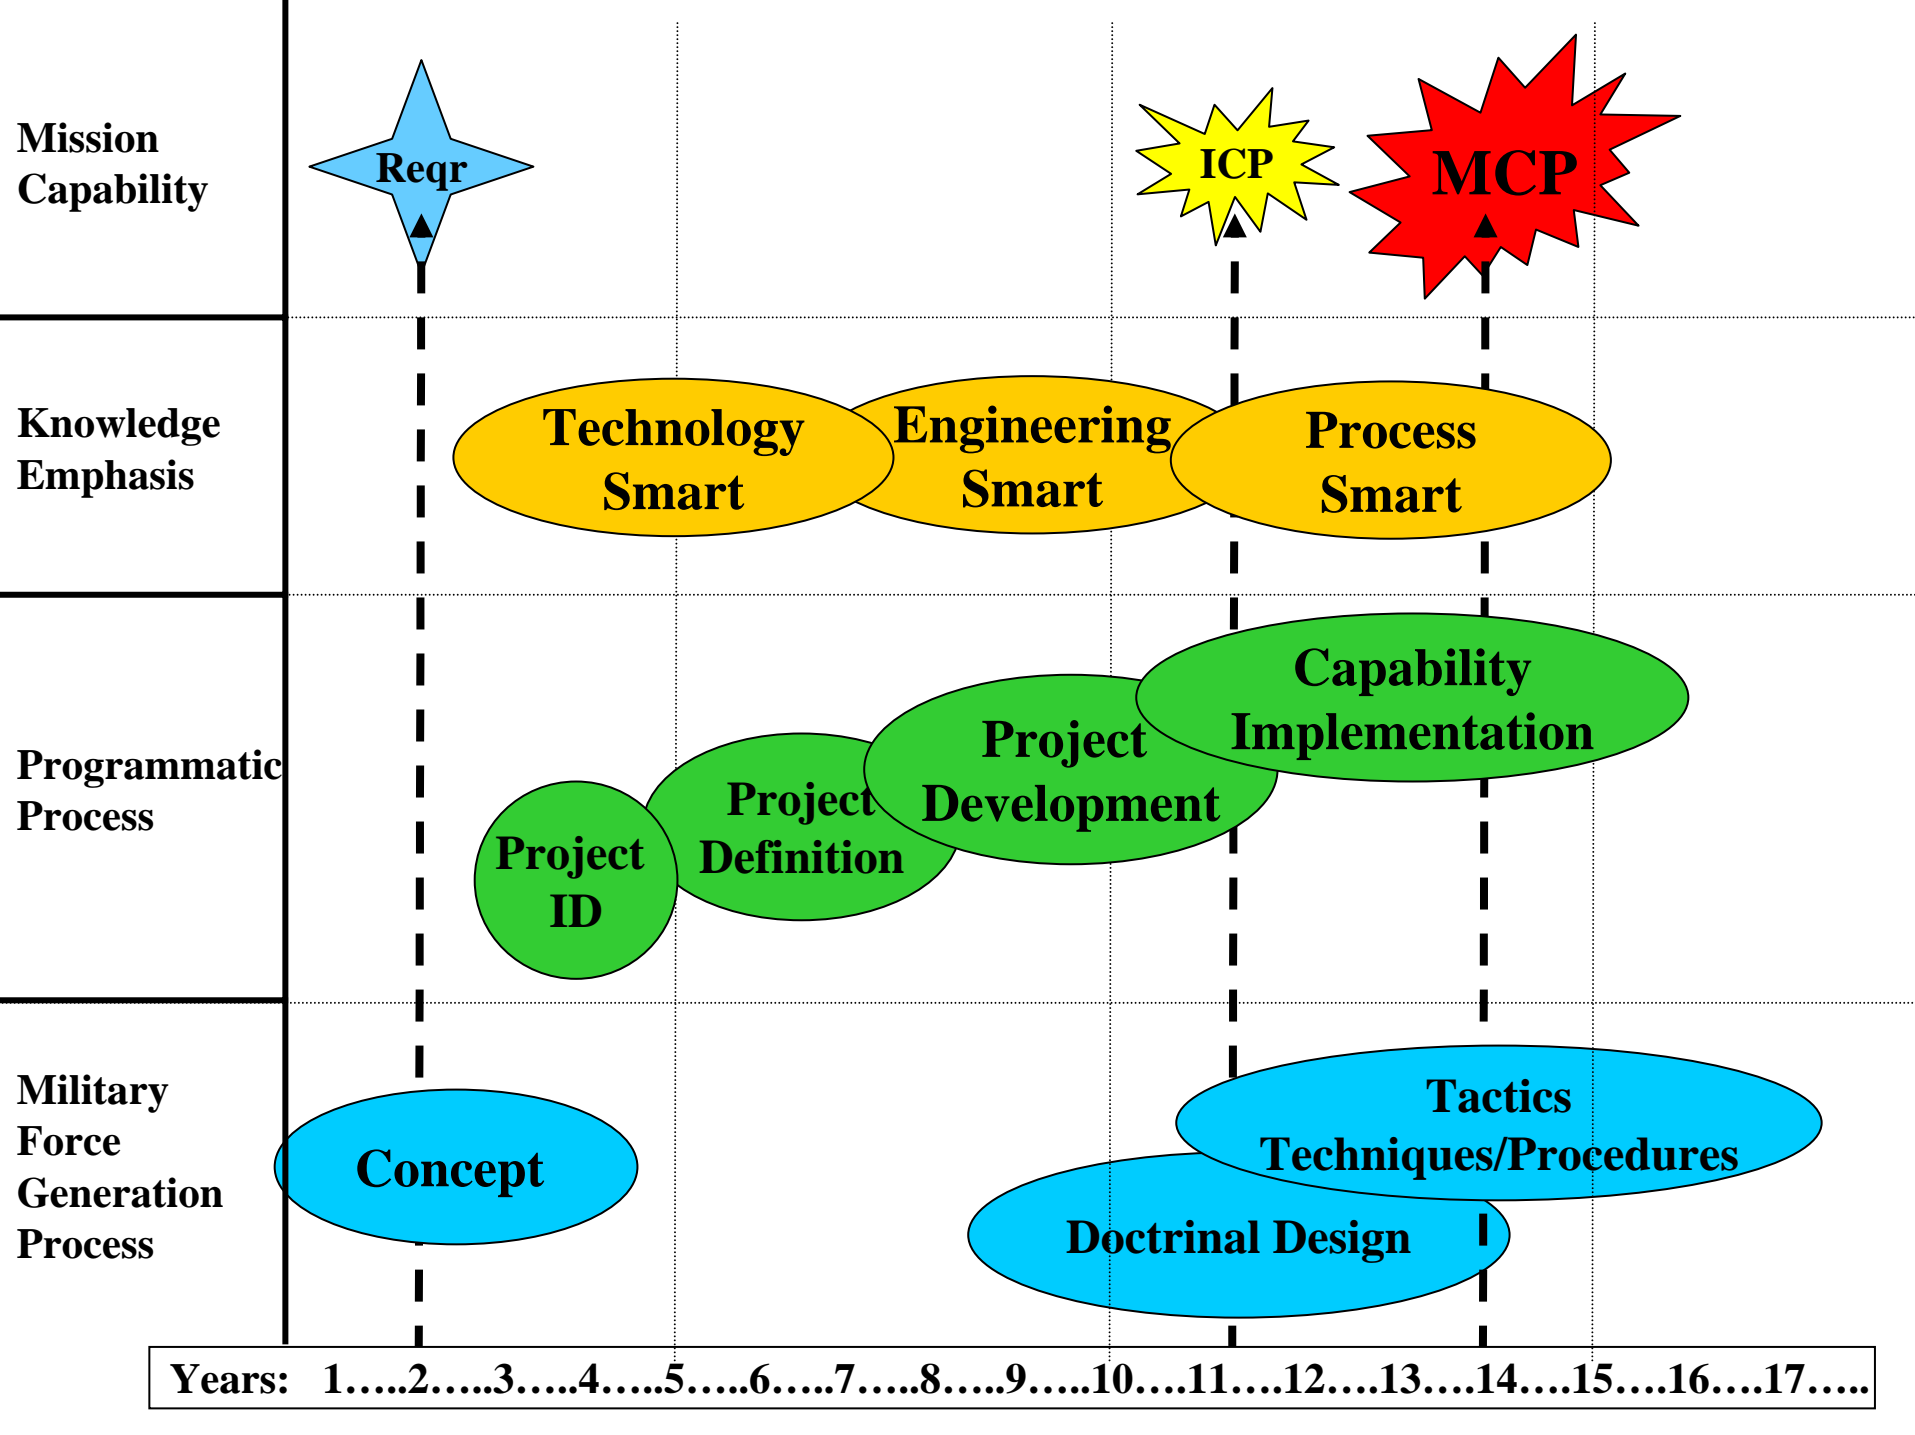 Mission
Capability
Reqr
ICP
MCP
Knowledge
Emphasis
Technology
Smart
Engineering
Smart
Process
Smart
Programmatic
Process
Project
ID
Project
Definition
Project
Development
Capability
Implementation
Military
Force
Generation
Process
Concept
Doctrinal Design
Tactics
Techniques/Procedures
Years: 1…..2…..3…..4…..5…..6…..7…..8…..9…..10….11….12….13….14….15….16….17…..